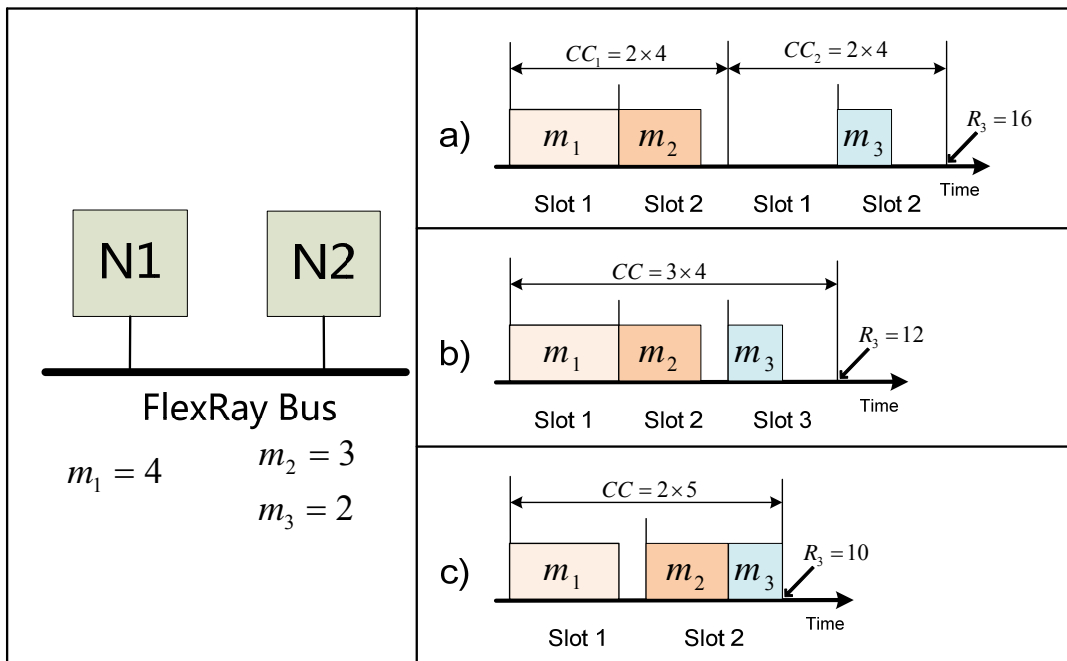 N1
N2
FlexRay Bus
m₁ = 4
m₂ = 3
m₃ = 2
a)
CC₁ = 2 × 4
CC₂ = 2 × 4
R₃ = 16
m₁
m₂
m₃
Time
Slot 1
Slot 2
Slot 1
Slot 2
b)
CC = 3 × 4
R₃ = 12
m₁
m₂
m₃
Time
Slot 1
Slot 2
Slot 3
c)
CC = 2 × 5
R₃ = 10
m₁
m₂
m₃
Time
Slot 1
Slot 2